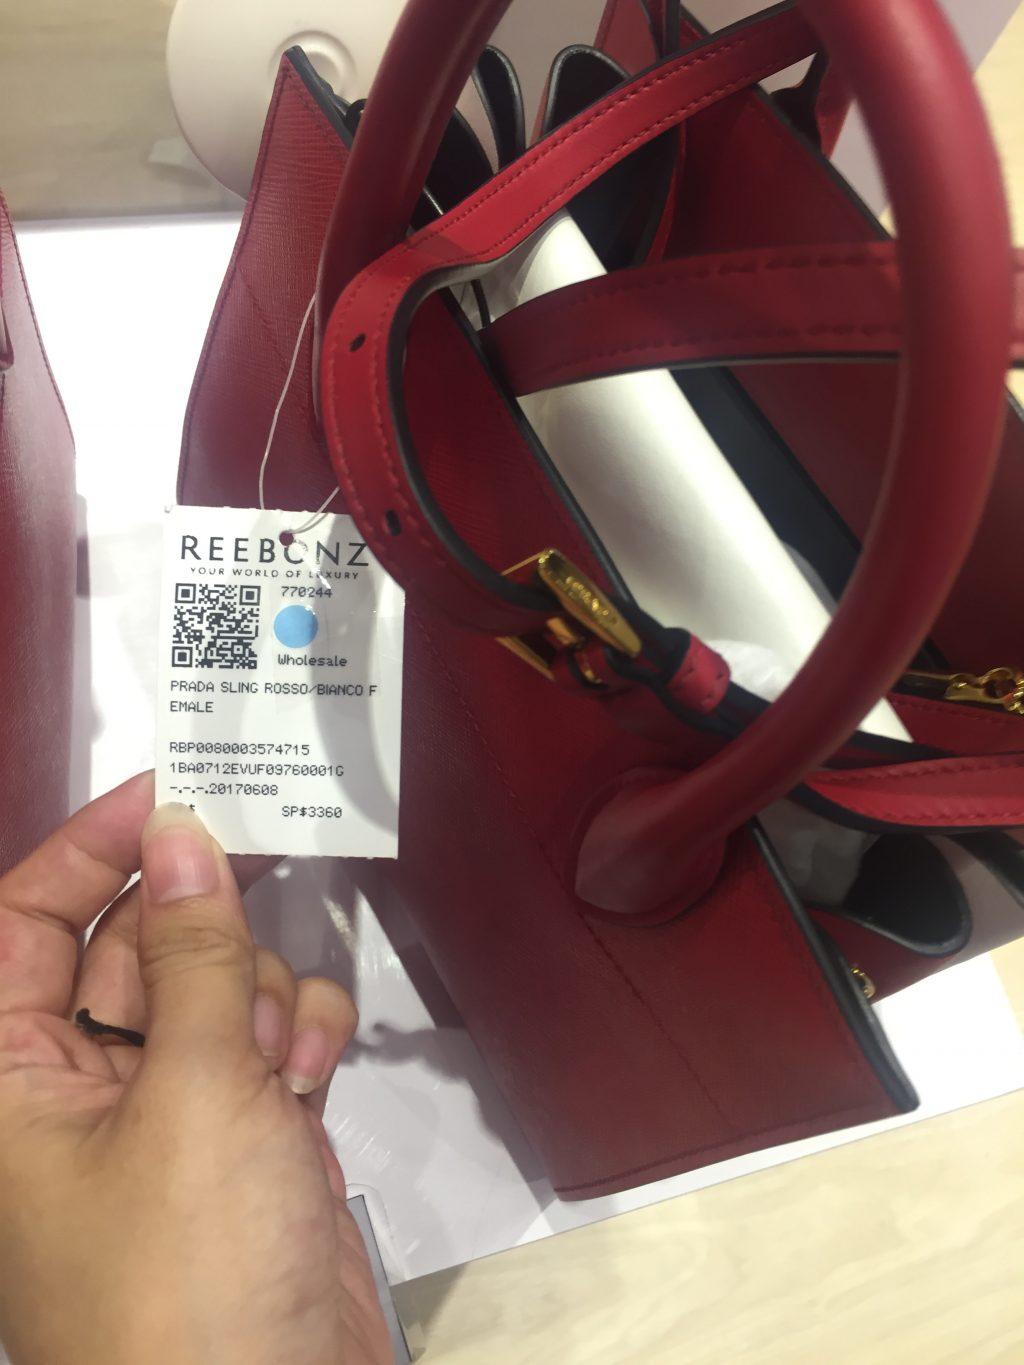 REEBONZ
YOUR WORLD OF LUXURY
770244
Wholesale
PRADA SLING ROSSO/BIANCO F
EMALE
RBP0080003574715
1BA0712EVUF09760001G
-.-.-.20170608
$ SP$3360